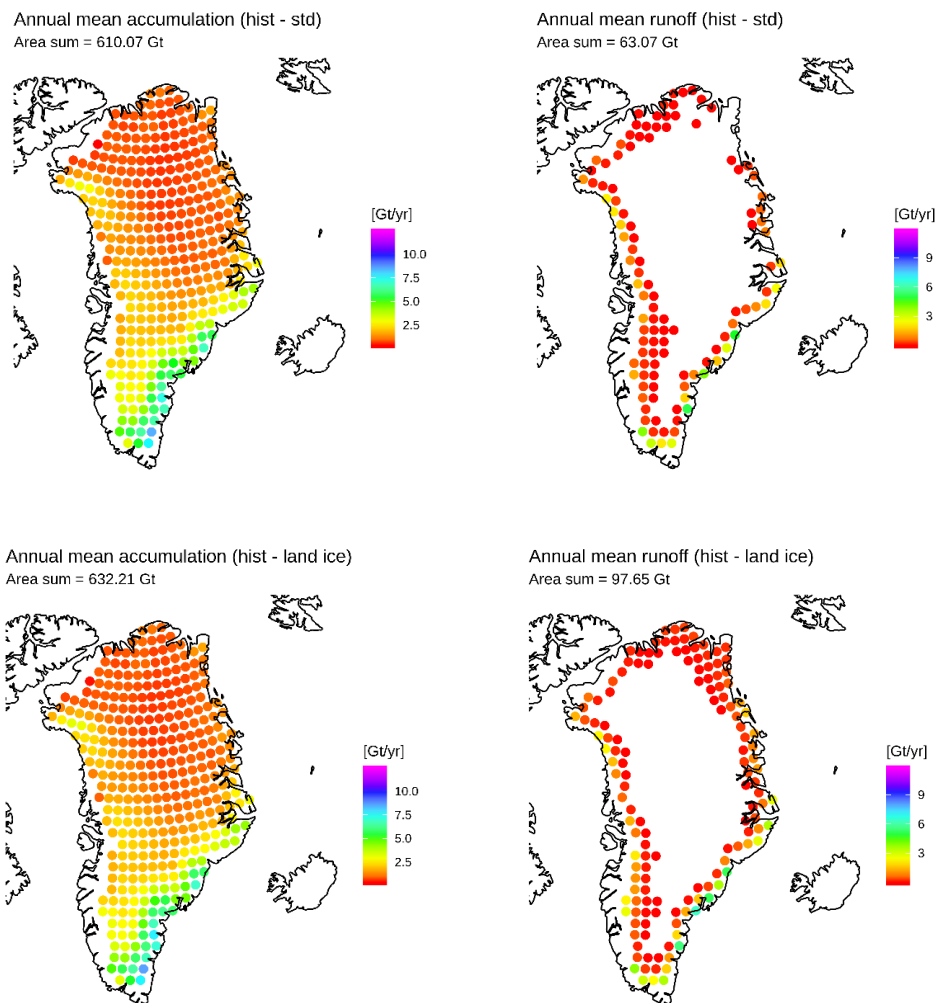 Annual mean accumulation (hist - std)
Area sum = 610.07 Gt
[Gt/yr]
10.0
7.5
5.0
2.5
Annual mean runoff (hist - std)
Area sum = 63.07 Gt
[Gt/yr]
9
6
3
Annual mean accumulation (hist - land ice)
Area sum = 632.21 Gt
[Gt/yr]
10.0
7.5
5.0
2.5
Annual mean runoff (hist - land ice)
Area sum = 97.65 Gt
[Gt/yr]
9
6
3